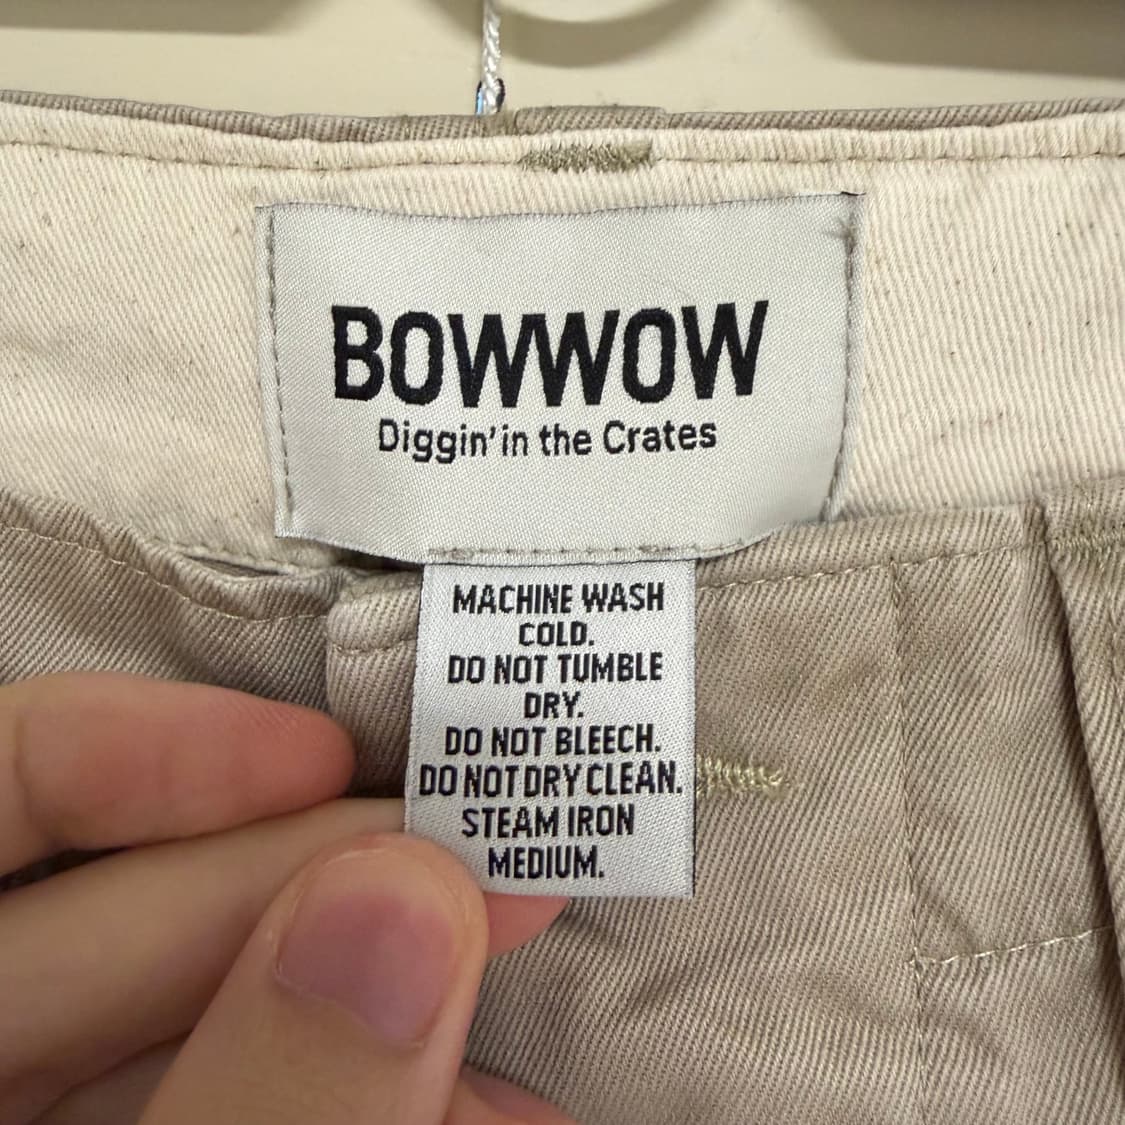 BOWWOW
Diggin' in the Crates
MACHINE WASH
COLD.
DO NOT TUMBLE
DRY.
DO NOT BLEECH.
DO NOT DRY CLEAN.
STEAM IRON
MEDIUM.